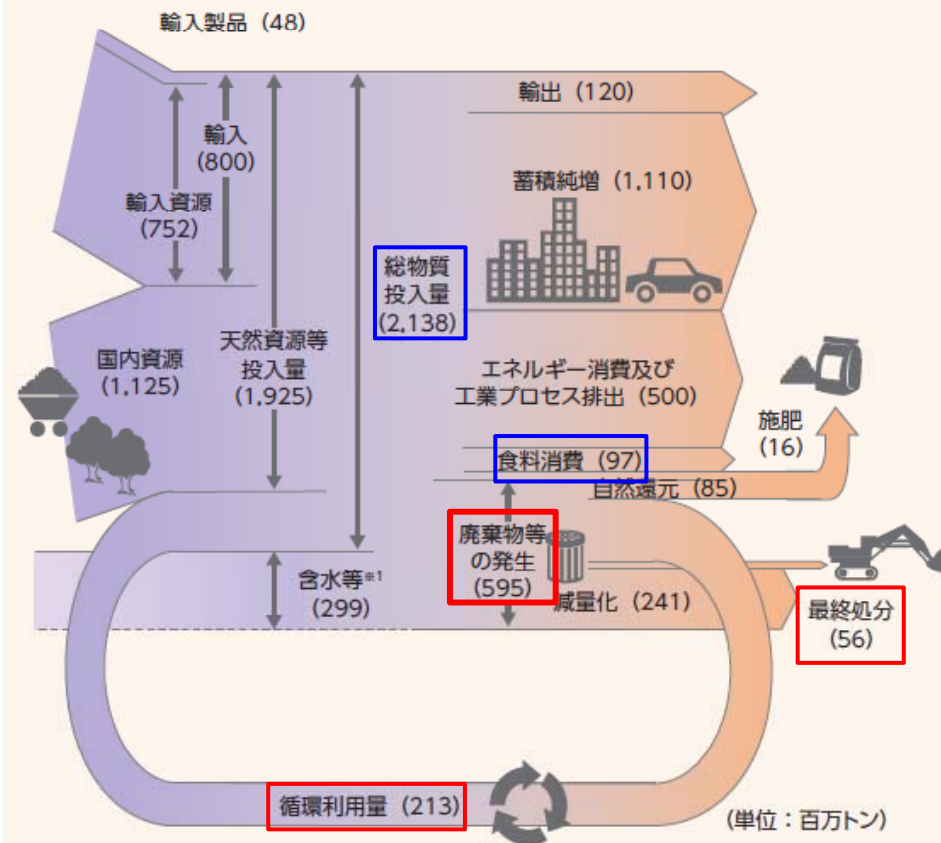 輸入製品（48）
輸出（120）
輸入
（800）
輸入資源
（752）
蓄積純増（1,110）
総物質
投入量
（2,138）
国内資源
（1,125）
天然資源等
投入量
（1,925）
エネルギー消費及び
工業プロセス排出（500）
施肥
（16）
食料消費（97）
自然還元（85）
廃棄物等
の発生
（595）
含水等※1
（299）
減量化（241）
最終処分
（56）
循環利用量（213）
（単位：百万トン）